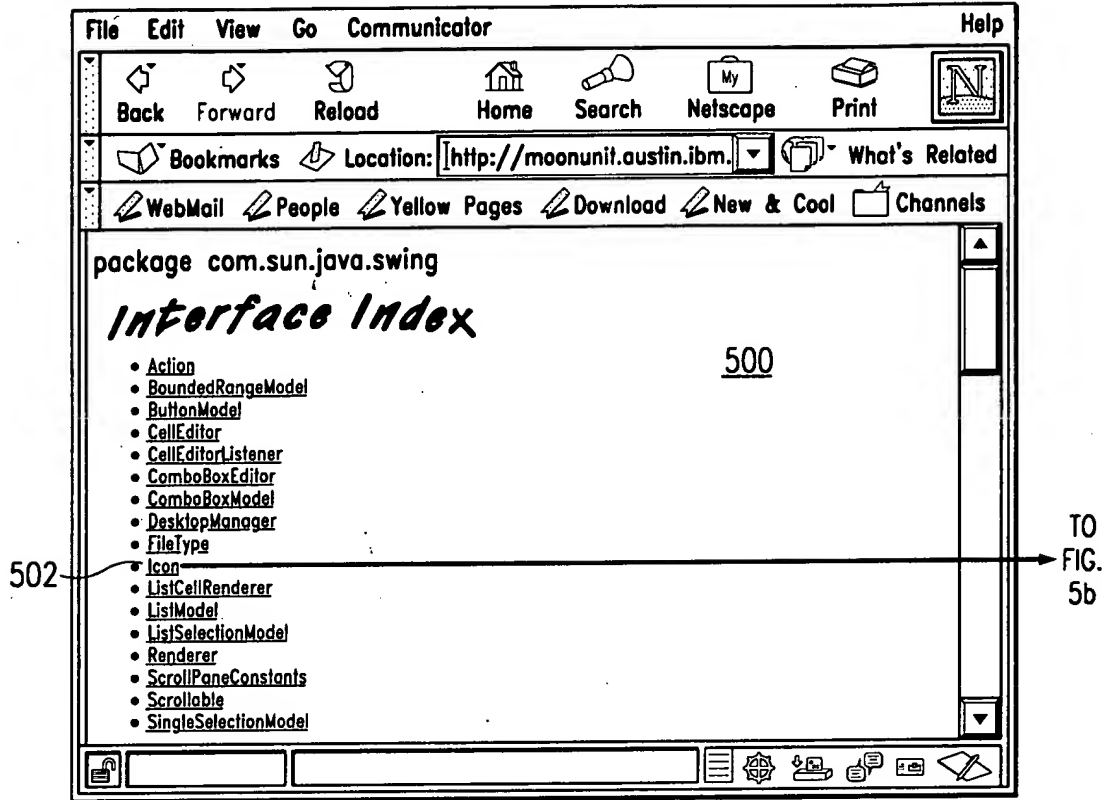 File Edit View Go Communicator Help
Back Forward Reload Home Search Netscape Print
My
N
Bookmarks Location: http://moonunit.austin.ibm. What's Related
WebMail People Yellow Pages Download New & Cool Channels
package com.sun.java.swing
Interface Index
500
• Action
• BoundedRangeModel
• ButtonModel
• CellEditor
• CellEditorListener
• ComboBoxEditor
• ComboBoxModel
• DesktopManager
• FileType
502
• Icon
TO
FIG.
5b
• ListCellRenderer
• ListModel
• ListSelectionModel
• Renderer
• ScrollPaneConstants
• Scrollable
• SingleSelectionModel